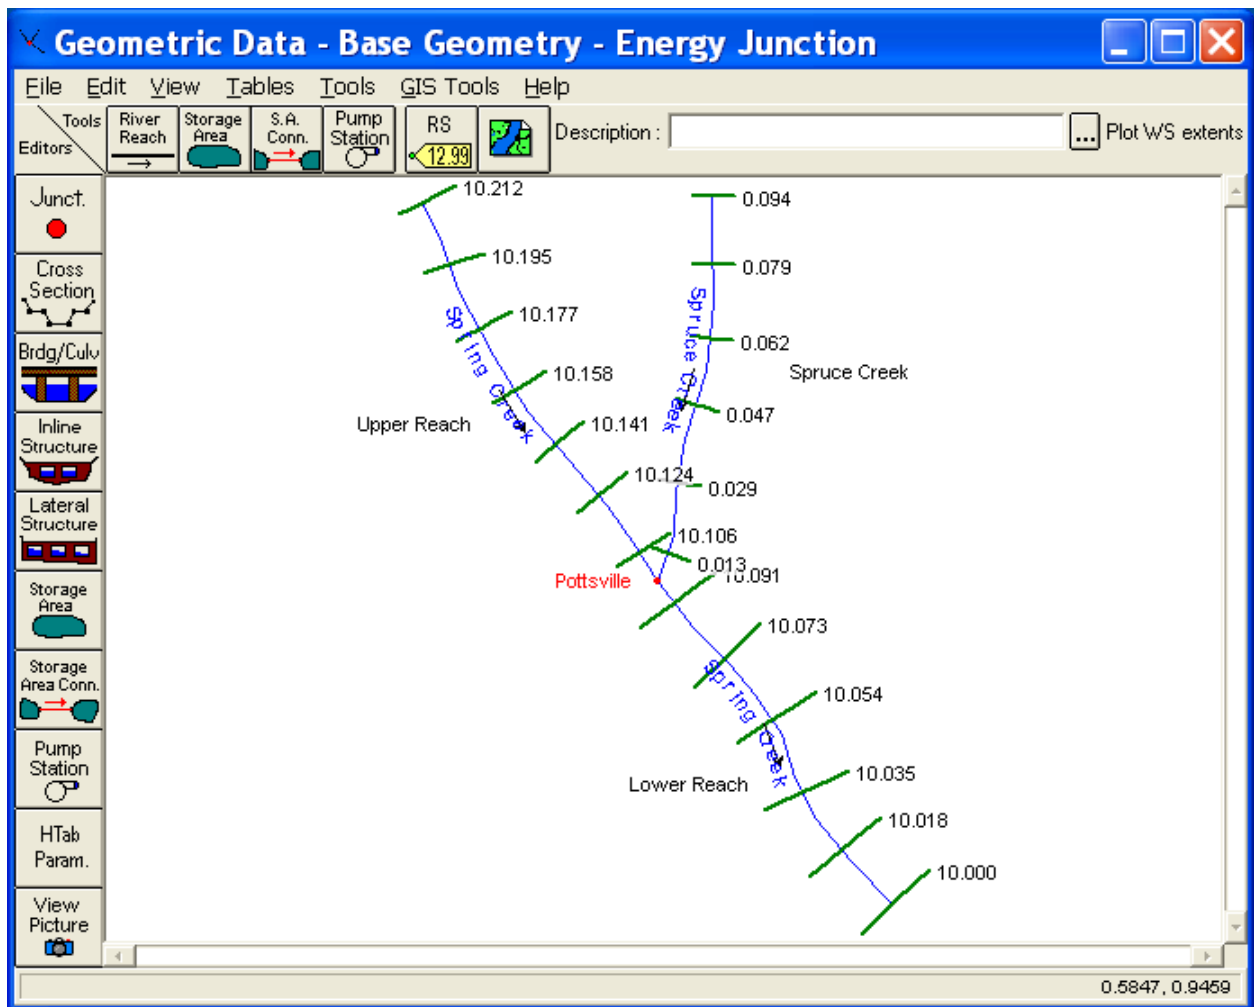 Geometric Data - Base Geometry - Energy Junction
File Edit View Tables Tools GIS Tools Help
Tools
Editors
River
Reach
Storage
Area
S.A.
Conn.
Pump
Station
RS
12.99
Description :
...
Plot WS extents
Junct.
Cross
Section
Brdg/Culv
Inline
Structure
Lateral
Structure
Storage
Area
Storage
Area Conn.
Pump
Station
HTab
Param.
View
Picture
10.212
0.094
10.195
0.079
10.177
Spring Creek
Spruce Creek
0.062
Spruce Creek
10.158
0.047
Upper Reach
10.141
10.124
0.029
10.106
0.013
Pottsville
10.091
10.073
Spring Creek
10.054
10.035
Lower Reach
10.018
10.000
0.5847, 0.9459